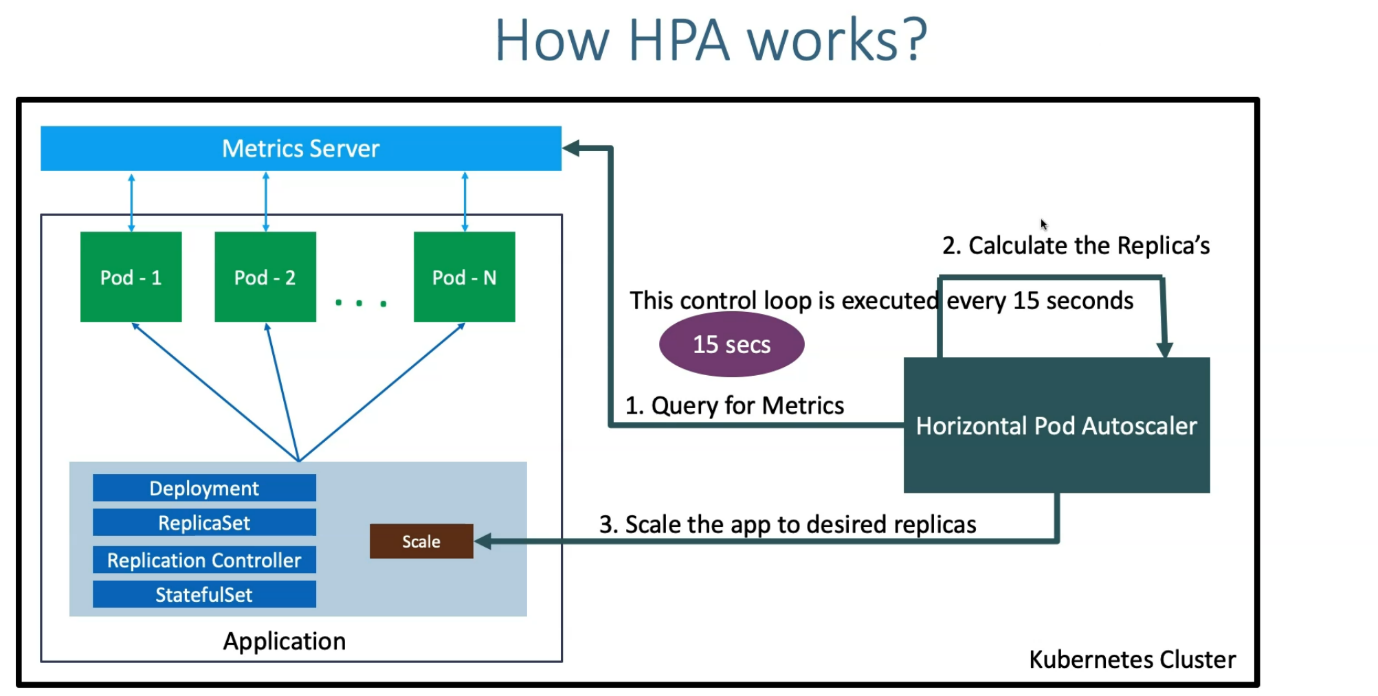 How HPA works?
Metrics Server
Pod - 1
Pod - 2
. . .
Pod - N
2. Calculate the Replica’s
This control loop is executed every 15 seconds
15 secs
1. Query for Metrics
Horizontal Pod Autoscaler
Deployment
ReplicaSet
Replication Controller
StatefulSet
Scale
3. Scale the app to desired replicas
Application
Kubernetes Cluster